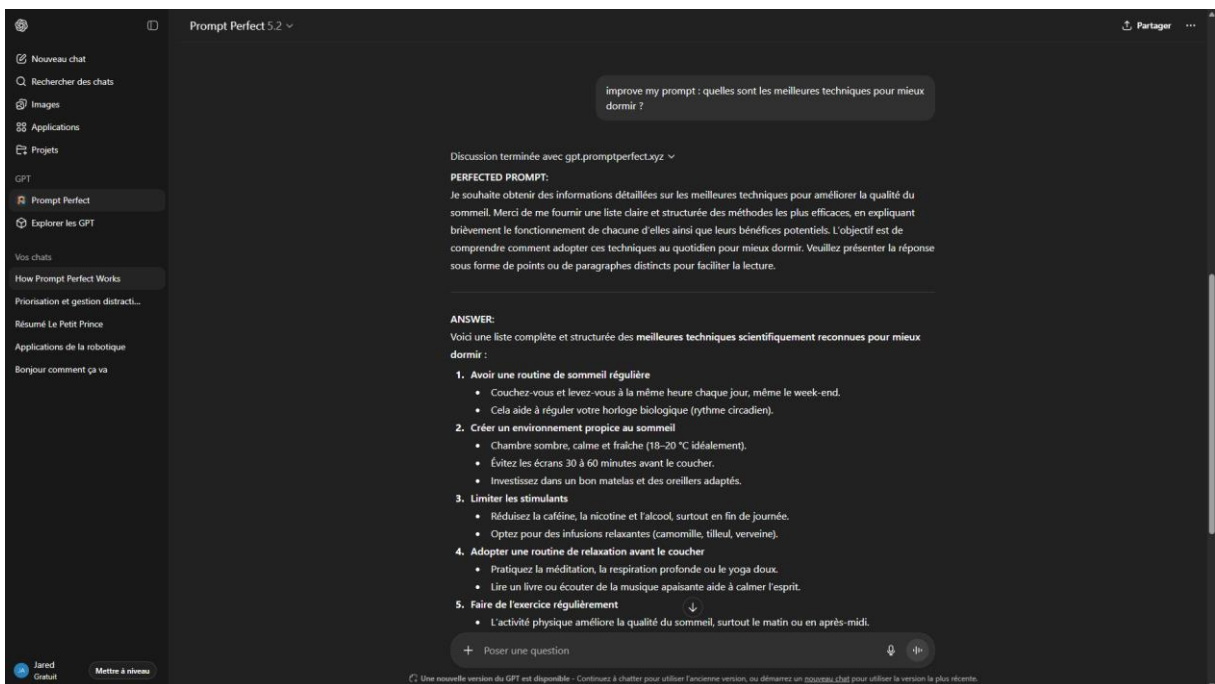 Prompt Perfect 5.2
Partager
Nouveau chat
Rechercher des chats
Images
Applications
Projets
GPT
Prompt Perfect
Explorer les GPT
Vos chats
How Prompt Perfect Works
Priorisation et gestion distracti...
Résumé Le Petit Prince
Applications de la robotique
Bonjour comment ça va
Jared
Gratuit
Mettre à niveau
improve my prompt : quelles sont les meilleures techniques pour mieux
dormir ?
Discussion terminée avec gpt.promptperfect.xyz
PERFECTED PROMPT:
Je souhaite obtenir des informations détaillées sur les meilleures techniques pour améliorer la qualité du
sommeil. Merci de me fournir une liste claire et structurée des méthodes les plus efficaces, en expliquant
brièvement le fonctionnement de chacune d'elles ainsi que leurs bénéfices potentiels. L'objectif est de
comprendre comment adopter ces techniques au quotidien pour mieux dormir. Veuillez présenter la réponse
sous forme de points ou de paragraphes distincts pour faciliter la lecture.
ANSWER:
Voici une liste complète et structurée des meilleures techniques scientifiquement reconnues pour mieux
dormir :
1. Avoir une routine de sommeil régulière
• Couchez-vous et levez-vous à la même heure chaque jour, même le week-end.
• Cela aide à réguler votre horloge biologique (rythme circadien).
2. Créer un environnement propice au sommeil
• Chambre sombre, calme et fraîche (18–20 °C idéalement).
• Évitez les écrans 30 à 60 minutes avant le coucher.
• Investissez dans un bon matelas et des oreillers adaptés.
3. Limiter les stimulants
• Réduisez la caféine, la nicotine et l'alcool, surtout en fin de journée.
• Optez pour des infusions relaxantes (camomille, tilleul, verveine).
4. Adopter une routine de relaxation avant le coucher
• Pratiquez la méditation, la respiration profonde ou le yoga doux.
• Lire un livre ou écouter de la musique apaisante aide à calmer l'esprit.
5. Faire de l'exercice régulièrement
• L'activité physique améliore la qualité du sommeil, surtout le matin ou en après-midi.
Poser une question
Une nouvelle version du GPT est disponible - Continuez à chatter pour utiliser l'ancienne version, ou démarrez un nouveau chat pour utiliser la version la plus récente.